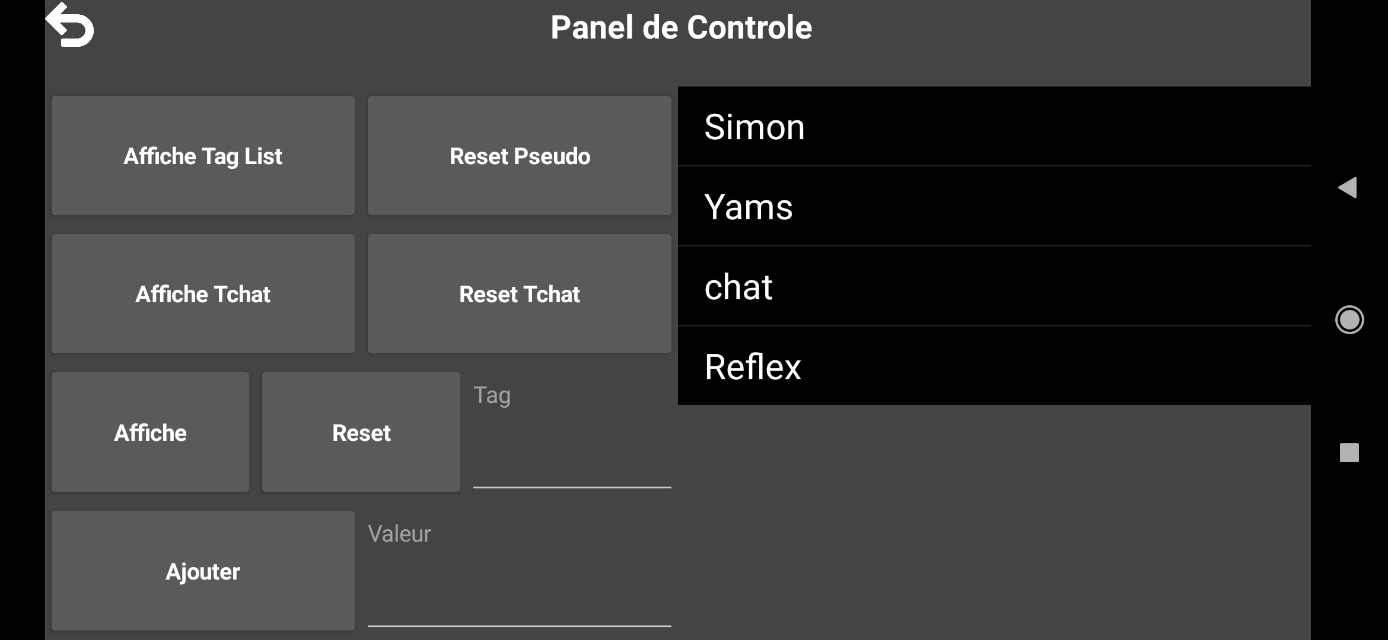 Panel de Controle
Affiche Tag List
Reset Pseudo
Affiche Tchat
Reset Tchat
Affiche
Reset
Tag
Ajouter
Valeur
Simon
Yams
chat
Reflex